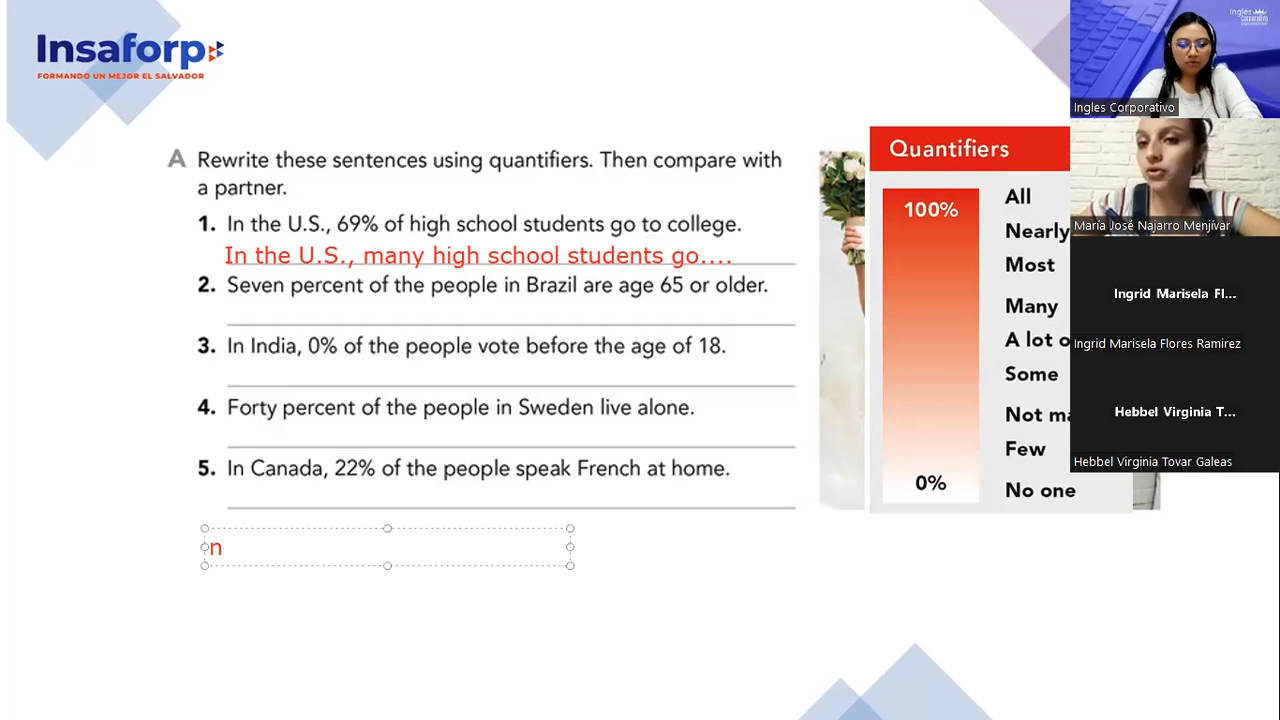 Insaforp
FORMANDO UN MEJOR EL SALVADOR
A Rewrite these sentences using quantifiers. Then compare with
a partner.
1. In the U.S., 69% of high school students go to college.
In the U.S., many high school students go....
2. Seven percent of the people in Brazil are age 65 or older.
3. In India, 0% of the people vote before the age of 18.
4. Forty percent of the people in Sweden live alone.
5. In Canada, 22% of the people speak French at home.
n
Quantifiers
100%
0%
All
Nearly
Most
Many
A lot o
Some
Not ma
Few
No one
Inglés
Corporativo
Ingles Corporativo
María José Najarro Menjívar
Ingrid Marisela Fl...
Ingrid Marisela Flores Ramirez
Hebbel Virginia T...
Hebbel Virginia Tovar Galeas